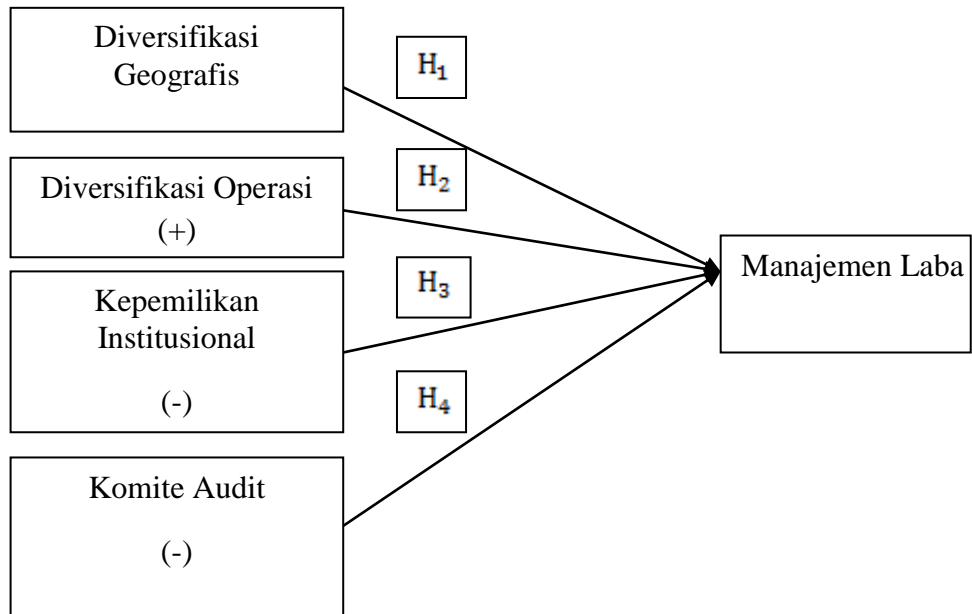 Diversifikasi
Geografis
H₁
Diversifikasi Operasi
(+)
H₂
Kepemilikan
Institusional
(-)
H₃
Komite Audit
(-)
H₄
Manajemen Laba